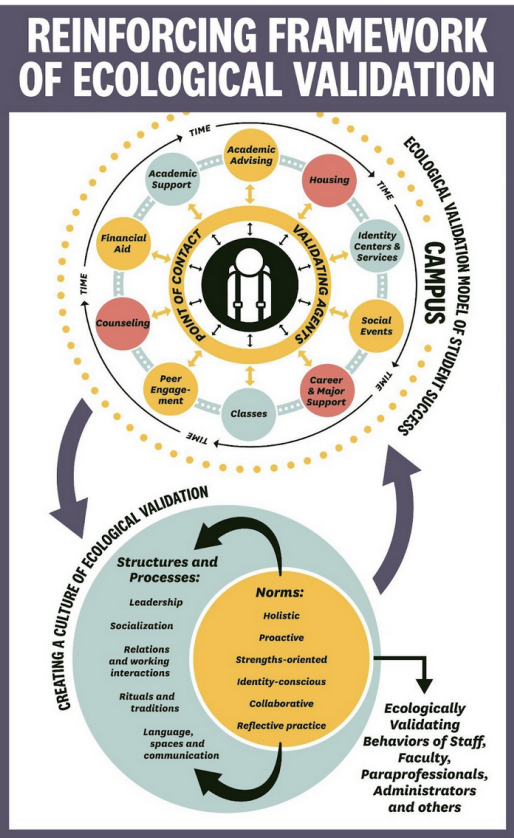 REINFORCING FRAMEWORK
OF ECOLOGICAL VALIDATION
ECOLOGICAL VALIDATION MODEL OF STUDENT SUCCESS
CAMPUS
TIME
TIME
TIME
TIME
TIME
Academic
Advising
Housing
Identity
Centers &
Services
Social
Events
Career
& Major
Support
Classes
Peer
Engage-
ment
Counseling
Financial
Aid
Academic
Support
POINT OF CONTACT
VALIDATING AGENTS
CREATING A CULTURE OF ECOLOGICAL VALIDATION
Structures and
Processes:
Leadership
Socialization
Relations
and working
interactions
Rituals and
traditions
Language,
spaces and
communication
Norms:
Holistic
Proactive
Strengths-oriented
Identity-conscious
Collaborative
Reflective practice
Ecologically
Validating
Behaviors of Staff,
Faculty,
Paraprofessionals,
Administrators
and others